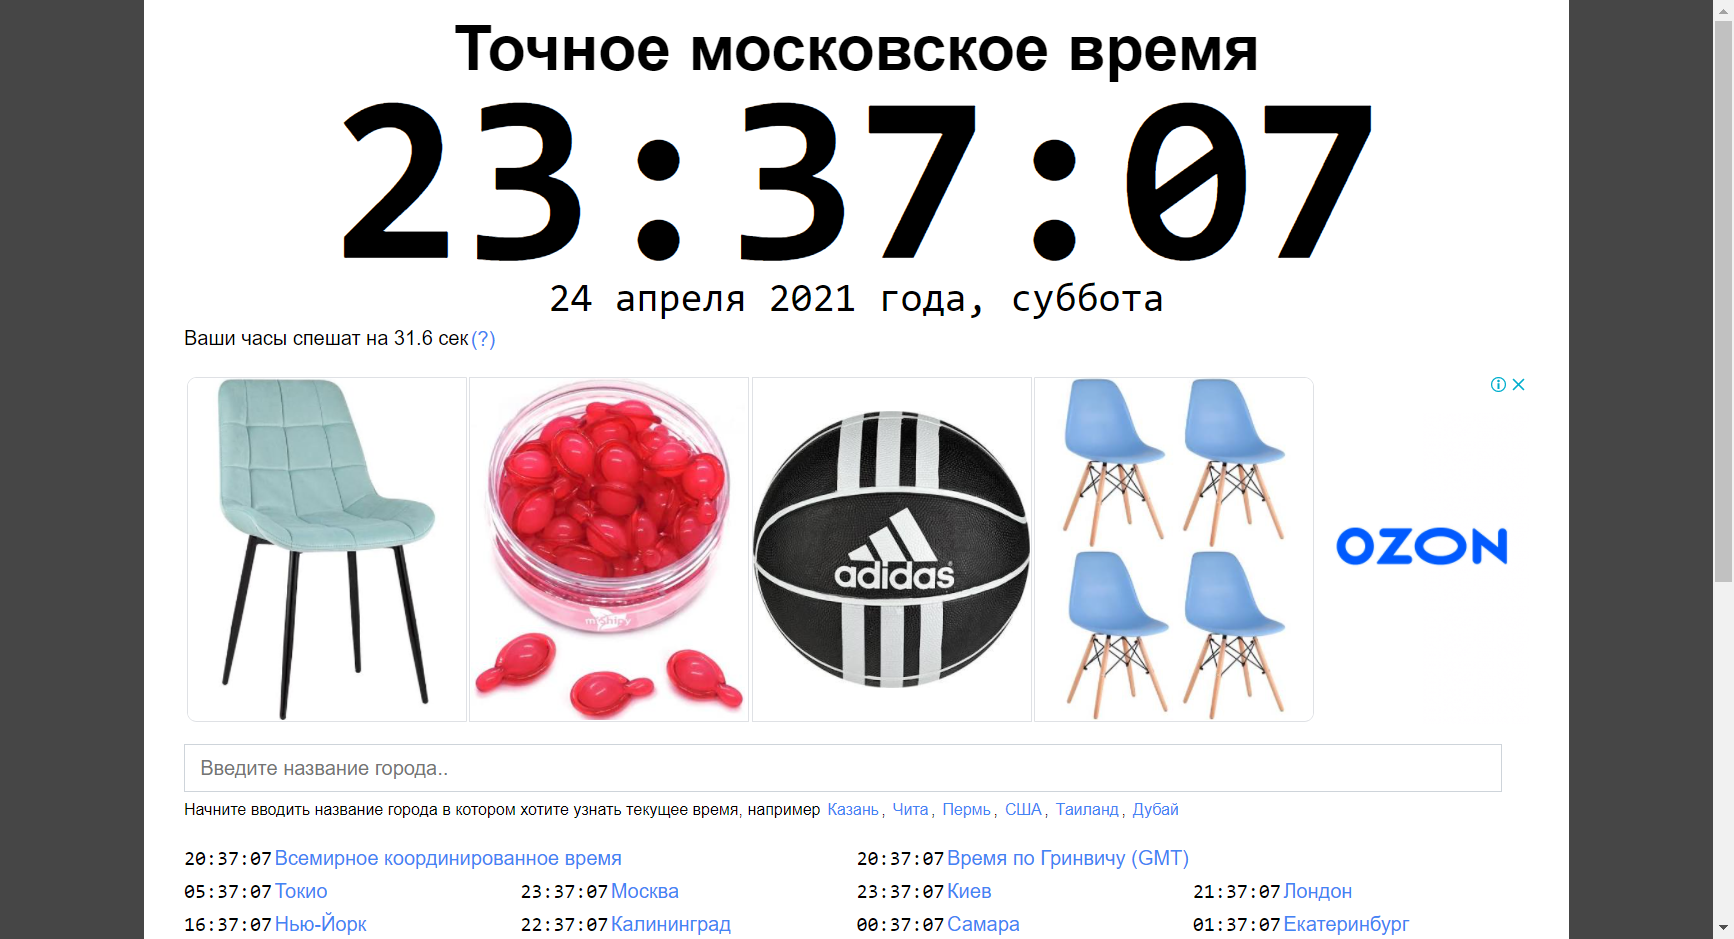 Точное московское время
23:37:07
24 апреля 2021 года, суббота
Ваши часы спешат на 31.6 сек (?)
adidas
OZON
Введите название города..
Начните вводить название города в котором хотите узнать текущее время, например Казань, Чита, Пермь, США, Таиланд, Дубай
20:37:07 Всемирное координированное время 20:37:07 Время по Гринвичу (GMT)
05:37:07 Токио 23:37:07 Москва 23:37:07 Киев 21:37:07 Лондон
16:37:07 Нью-Йорк 22:37:07 Калининград 00:37:07 Самара 01:37:07 Екатеринбург